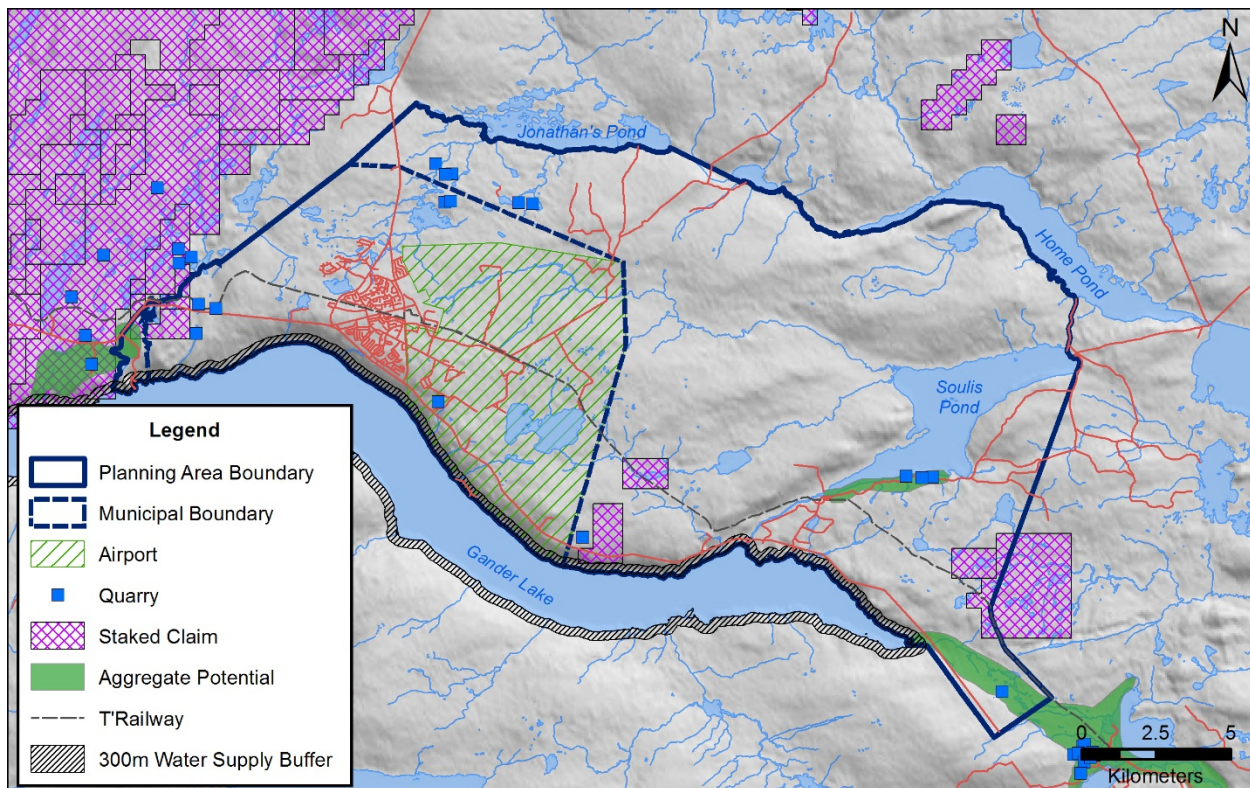 N
Jonathan's Pond
Home Pond
Soulis
Pond
Gander Lake
Legend
Planning Area Boundary
Municipal Boundary
Airport
Quarry
Staked Claim
Aggregate Potential
T'Railway
300m Water Supply Buffer
0 2.5 5
Kilometers